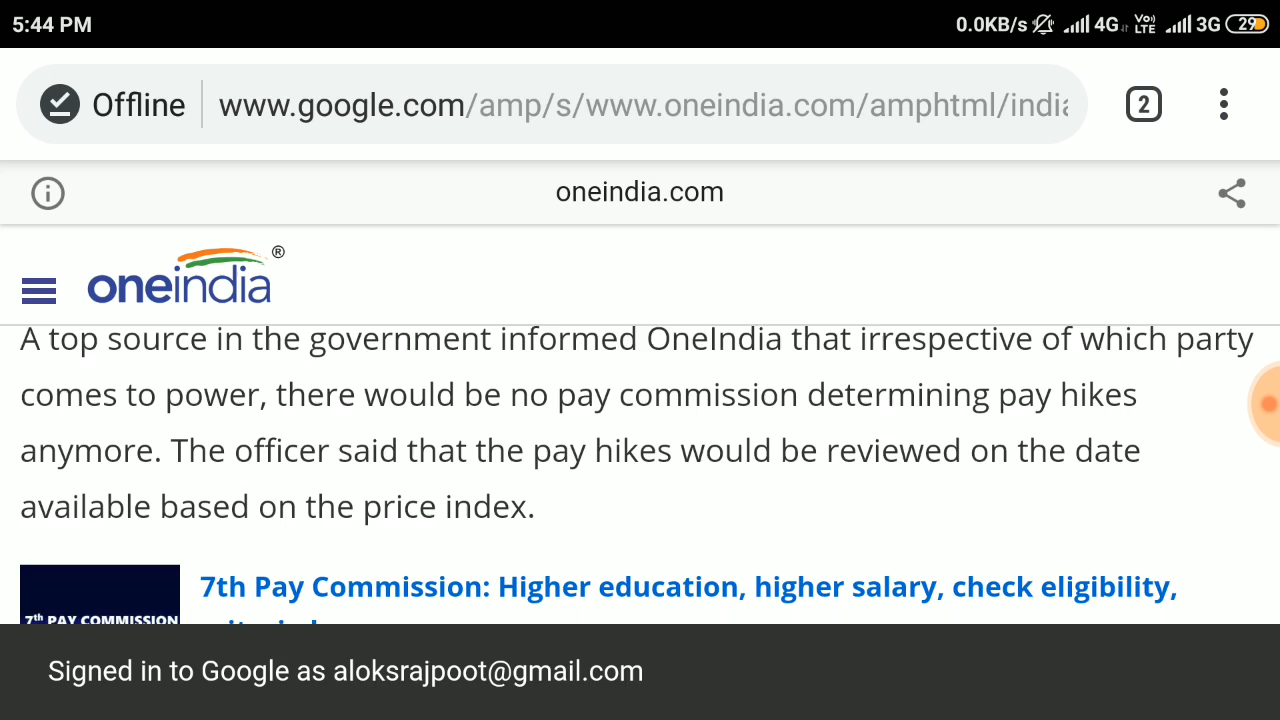 5:44 PM 0.0KB/s 4G Vo) LTE 3G 29
Offline www.google.com/amp/s/www.oneindia.com/amphtml/india
2
oneindia.com
oneindia ®
A top source in the government informed OneIndia that irrespective of which party
comes to power, there would be no pay commission determining pay hikes
anymore. The officer said that the pay hikes would be reviewed on the date
available based on the price index.
7th Pay Commission: Higher education, higher salary, check eligibility,
7th PAY COMMISSION
Signed in to Google as aloksrajpoot@gmail.com